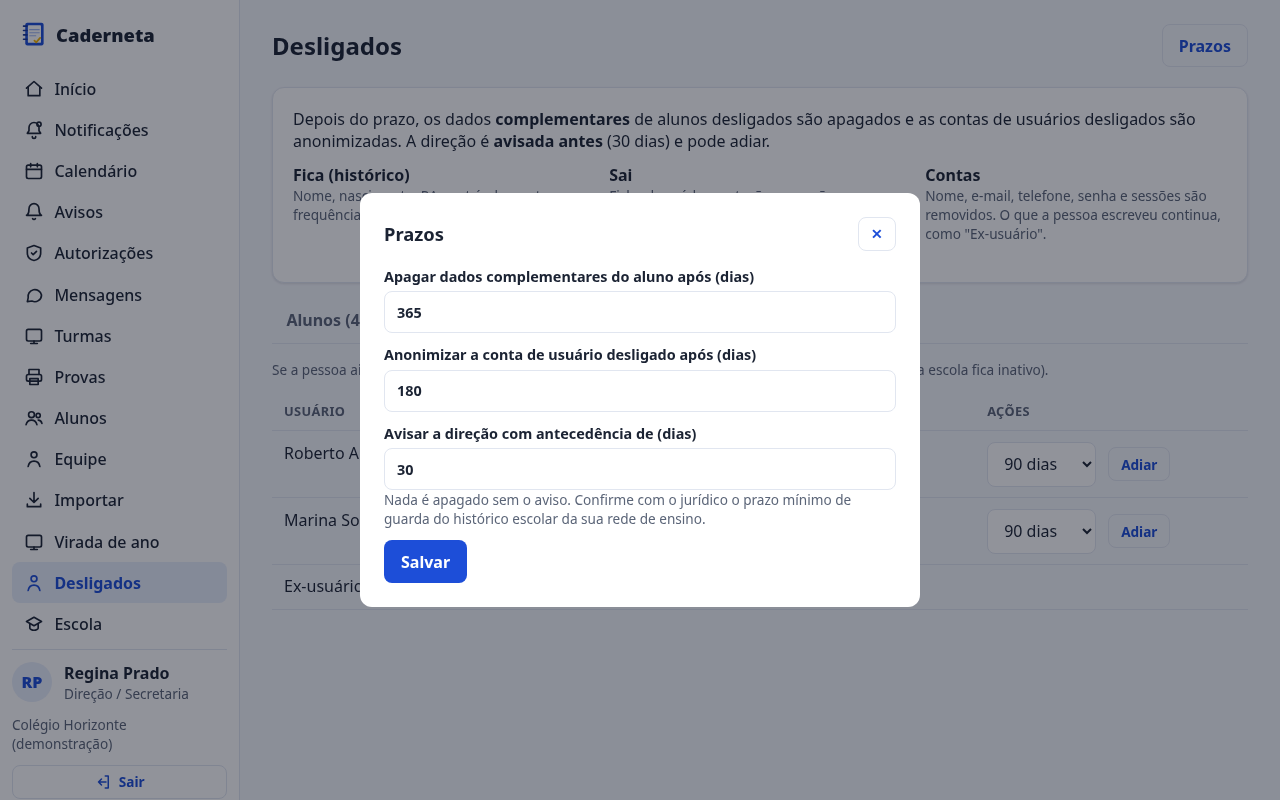 Caderneta
Início
Notificações
Calendário
Avisos
Autorizações
Mensagens
Turmas
Provas
Alunos
Equipe
Importar
Virada de ano
Desligados
Escola
RP
Regina Prado
Direção / Secretaria
Colégio Horizonte
(demonstração)
Sair
Desligados
Prazos
Depois do prazo, os dados complementares de alunos desligados são apagados e as contas de usuários desligados são
anonimizadas. A direção é avisada antes (30 dias) e pode adiar.
Fica (histórico)
frequência
Sai
Contas
Nome, e-mail, telefone, senha e sessões são
removidos. O que a pessoa escreveu continua,
como "Ex-usuário".
Alunos (4
Se a pessoa
escola fica inativo).
USUÁRIO
AÇÕES
Roberto A
90 dias
Adiar
Marina So
90 dias
Adiar
Ex-usuário
Prazos
×
Apagar dados complementares do aluno após (dias)
365
Anonimizar a conta de usuário desligado após (dias)
180
Avisar a direção com antecedência de (dias)
30
Nada é apagado sem o aviso. Confirme com o jurídico o prazo mínimo de
guarda do histórico escolar da sua rede de ensino.
Salvar